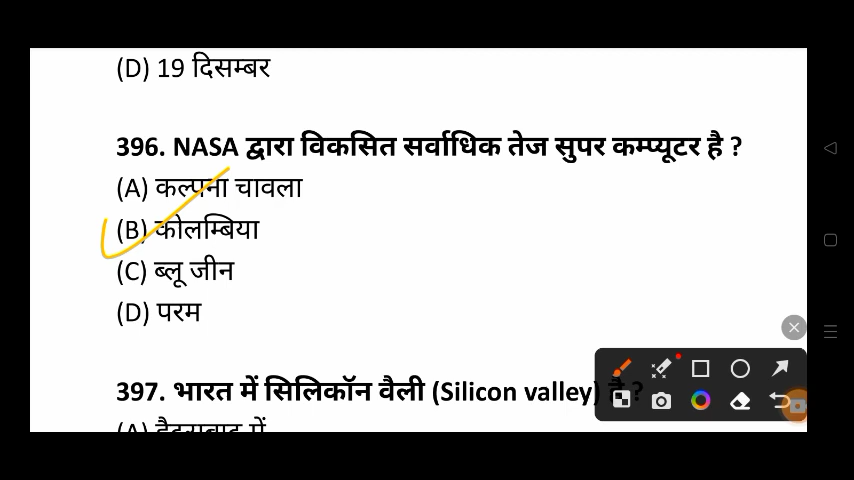 (D) 19 दिसम्बर
396. NASA द्वारा विकसित सर्वाधिक तेज सुपर कम्प्यूटर है ?
(A) कल्पना चावला
(B) कोलम्बिया
(C) ब्लू जीन
(D) परम
397. भारत में सिलिकॉन वैली (Silicon valley) है ?
(A) हैदराबाद में